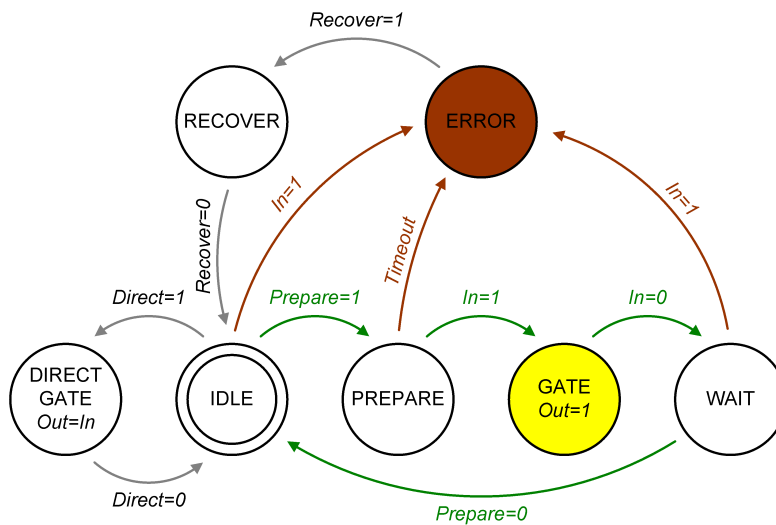 Recover=1
RECOVER
ERROR
In=1
Recover=0
Timeout
In=1
Direct=1
Prepare=1
In=1
In=0
DIRECT
GATE
Out=In
IDLE
PREPARE
GATE
Out=1
WAIT
Direct=0
Prepare=0